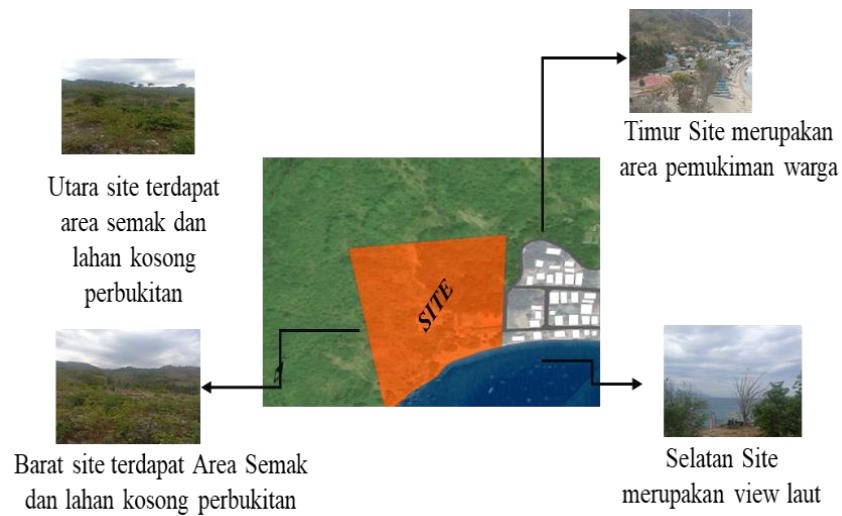 Utara site terdapat
area semak dan
lahan kosong
perbukitan
Timur Site merupakan
area pemukiman warga
SITE
Barat site terdapat Area Semak
dan lahan kosong perbukitan
Selatan Site
merupakan view laut